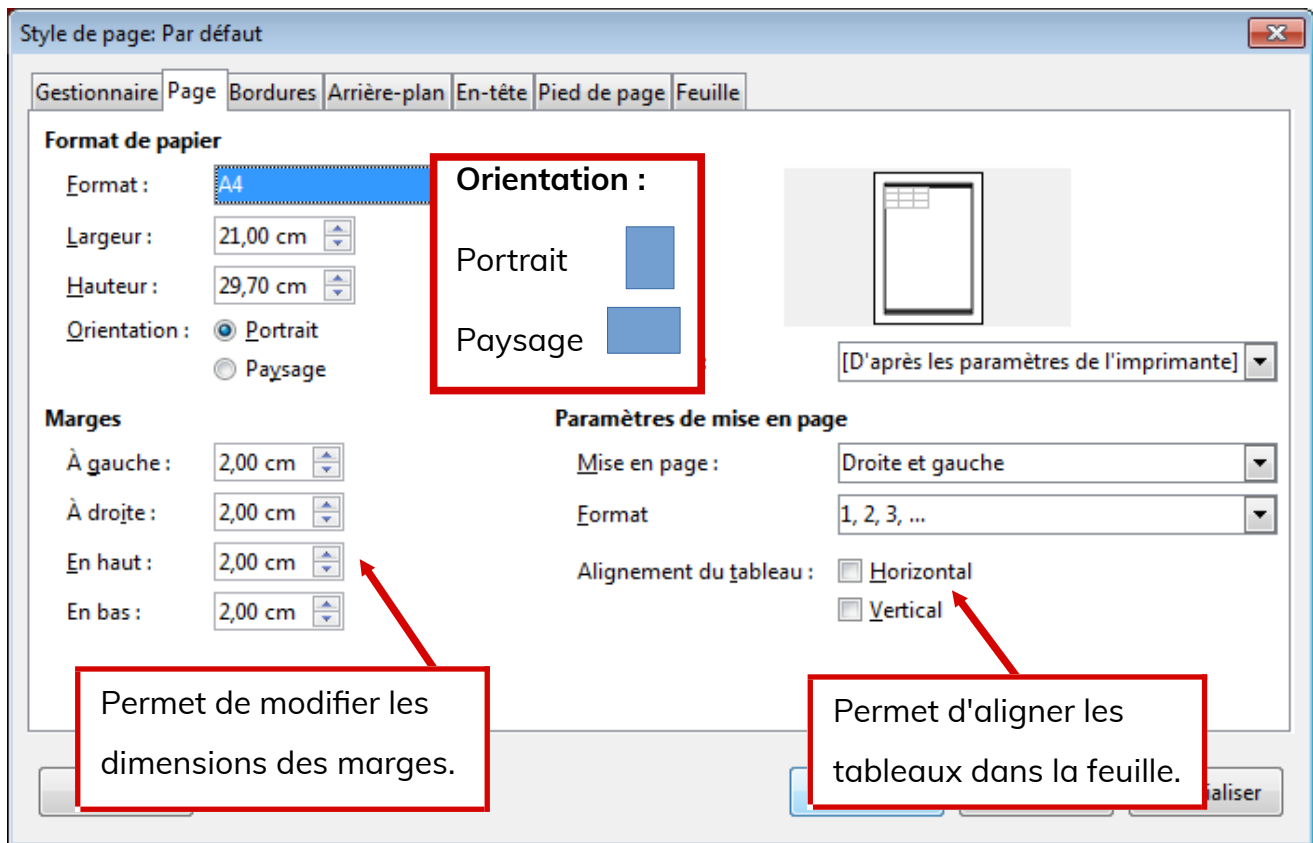 Style de page: Par défaut
Gestionnaire Page Bordures Arrière-plan En-tête Pied de page Feuille
Format de papier
Format :
A4
Largeur :
21,00 cm
Hauteur :
29,70 cm
Orientation :
Portrait
Paysage
Orientation :
Portrait
Paysage
[D'après les paramètres de l'imprimante]
Marges
À gauche :
2,00 cm
À droite :
2,00 cm
En haut :
2,00 cm
En bas :
2,00 cm
Paramètres de mise en page
Mise en page :
Droite et gauche
Format
1, 2, 3, ...
Alignement du tableau :
Horizontal
Vertical
Permet de modifier les
dimensions des marges.
Permet d'aligner les
tableaux dans la feuille.